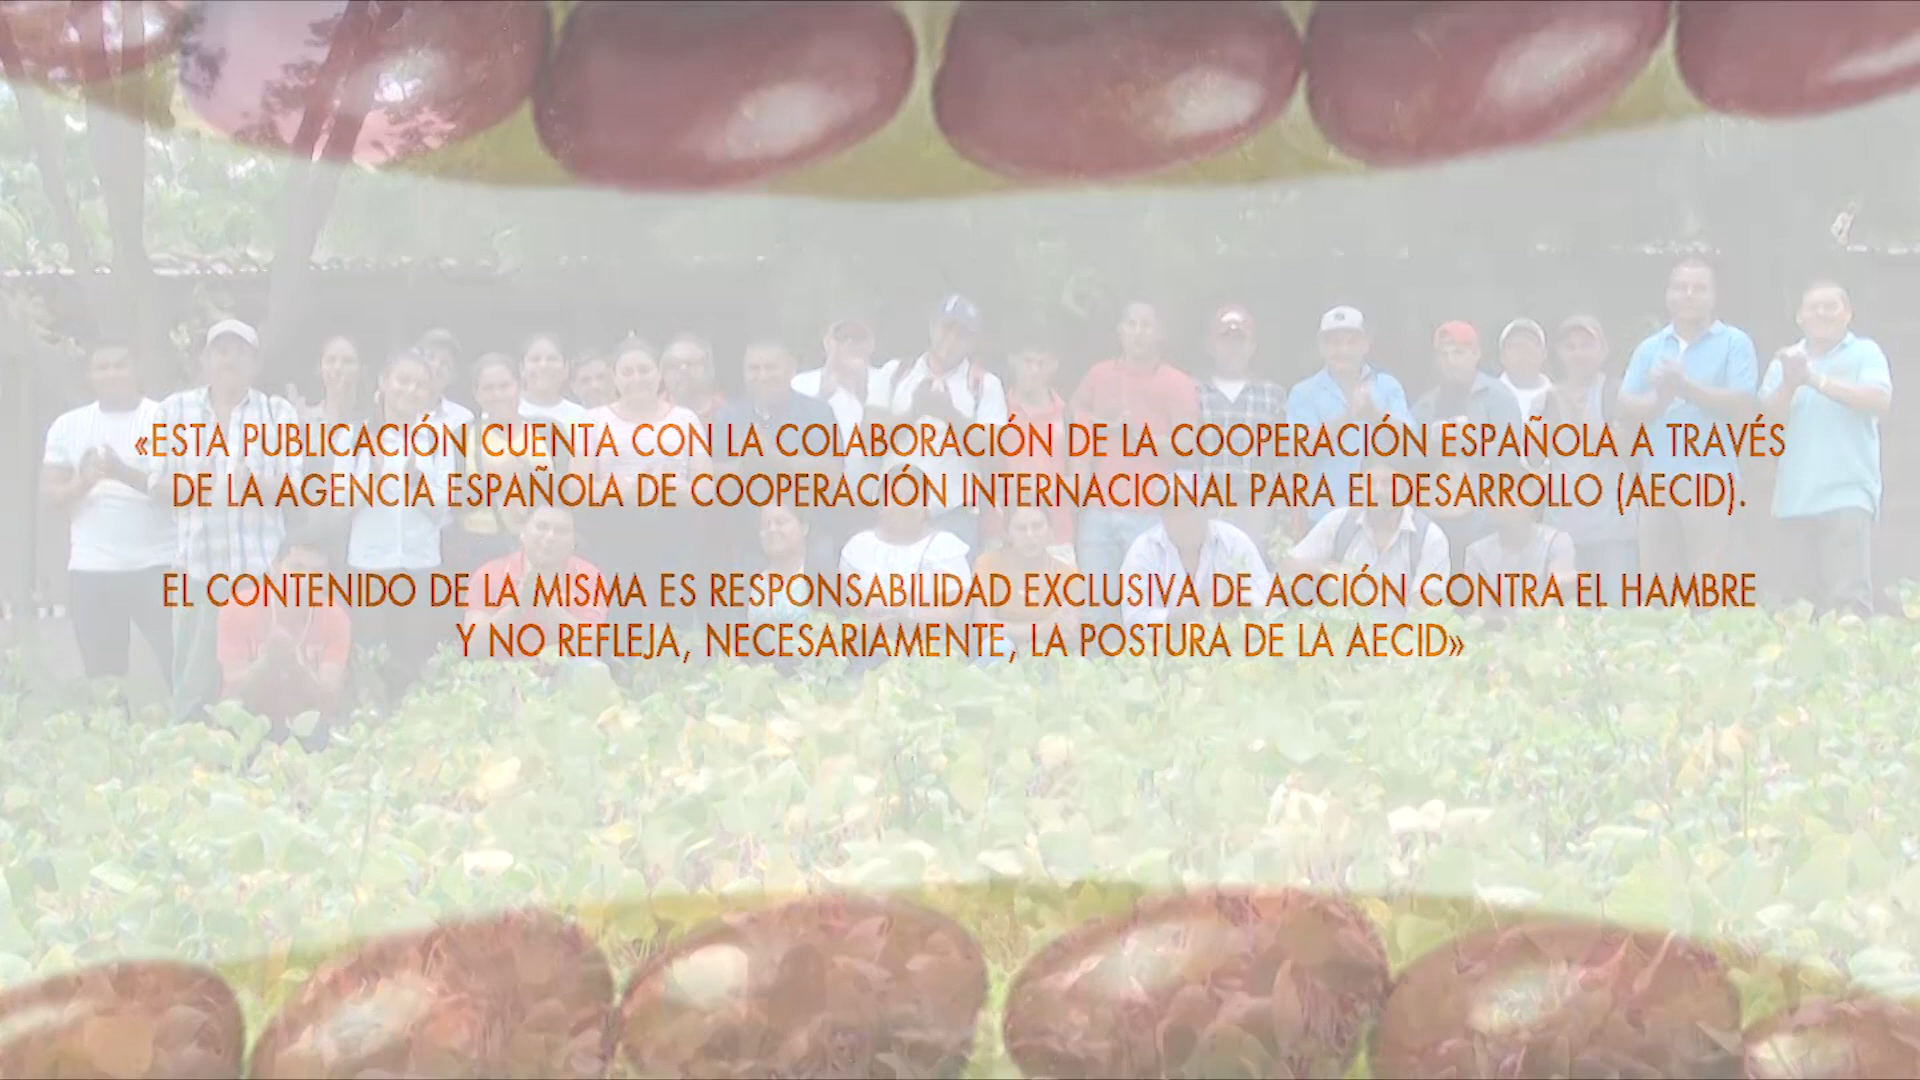 «ESTA PUBLICACIÓN CUENTA CON LA COLABORACIÓN DE LA COOPERACIÓN ESPAÑOLA A TRAVÉS
DE LA AGENCIA ESPAÑOLA DE COOPERACIÓN INTERNACIONAL PARA EL DESARROLLO (AECID).
EL CONTENIDO DE LA MISMA ES RESPONSABILIDAD EXCLUSIVA DE ACCIÓN CONTRA EL HAMBRE
Y NO REFLEJA, NECESARIAMENTE, LA POSTURA DE LA AECID»